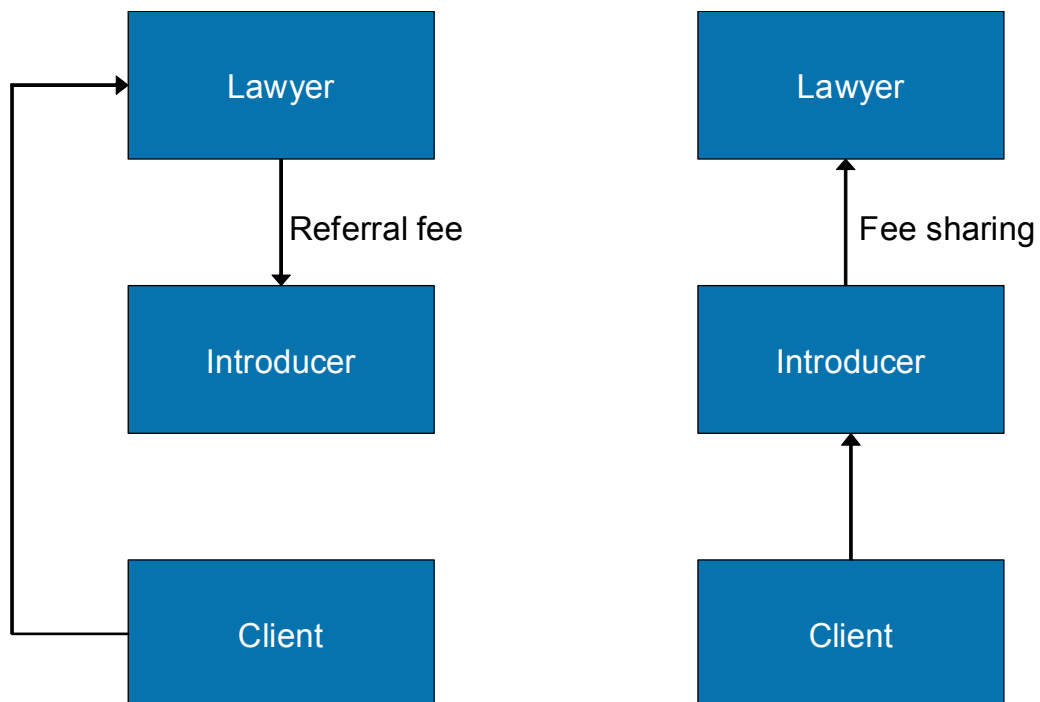 Lawyer
Referral fee
Introducer
Client
Lawyer
Fee sharing
Introducer
Client